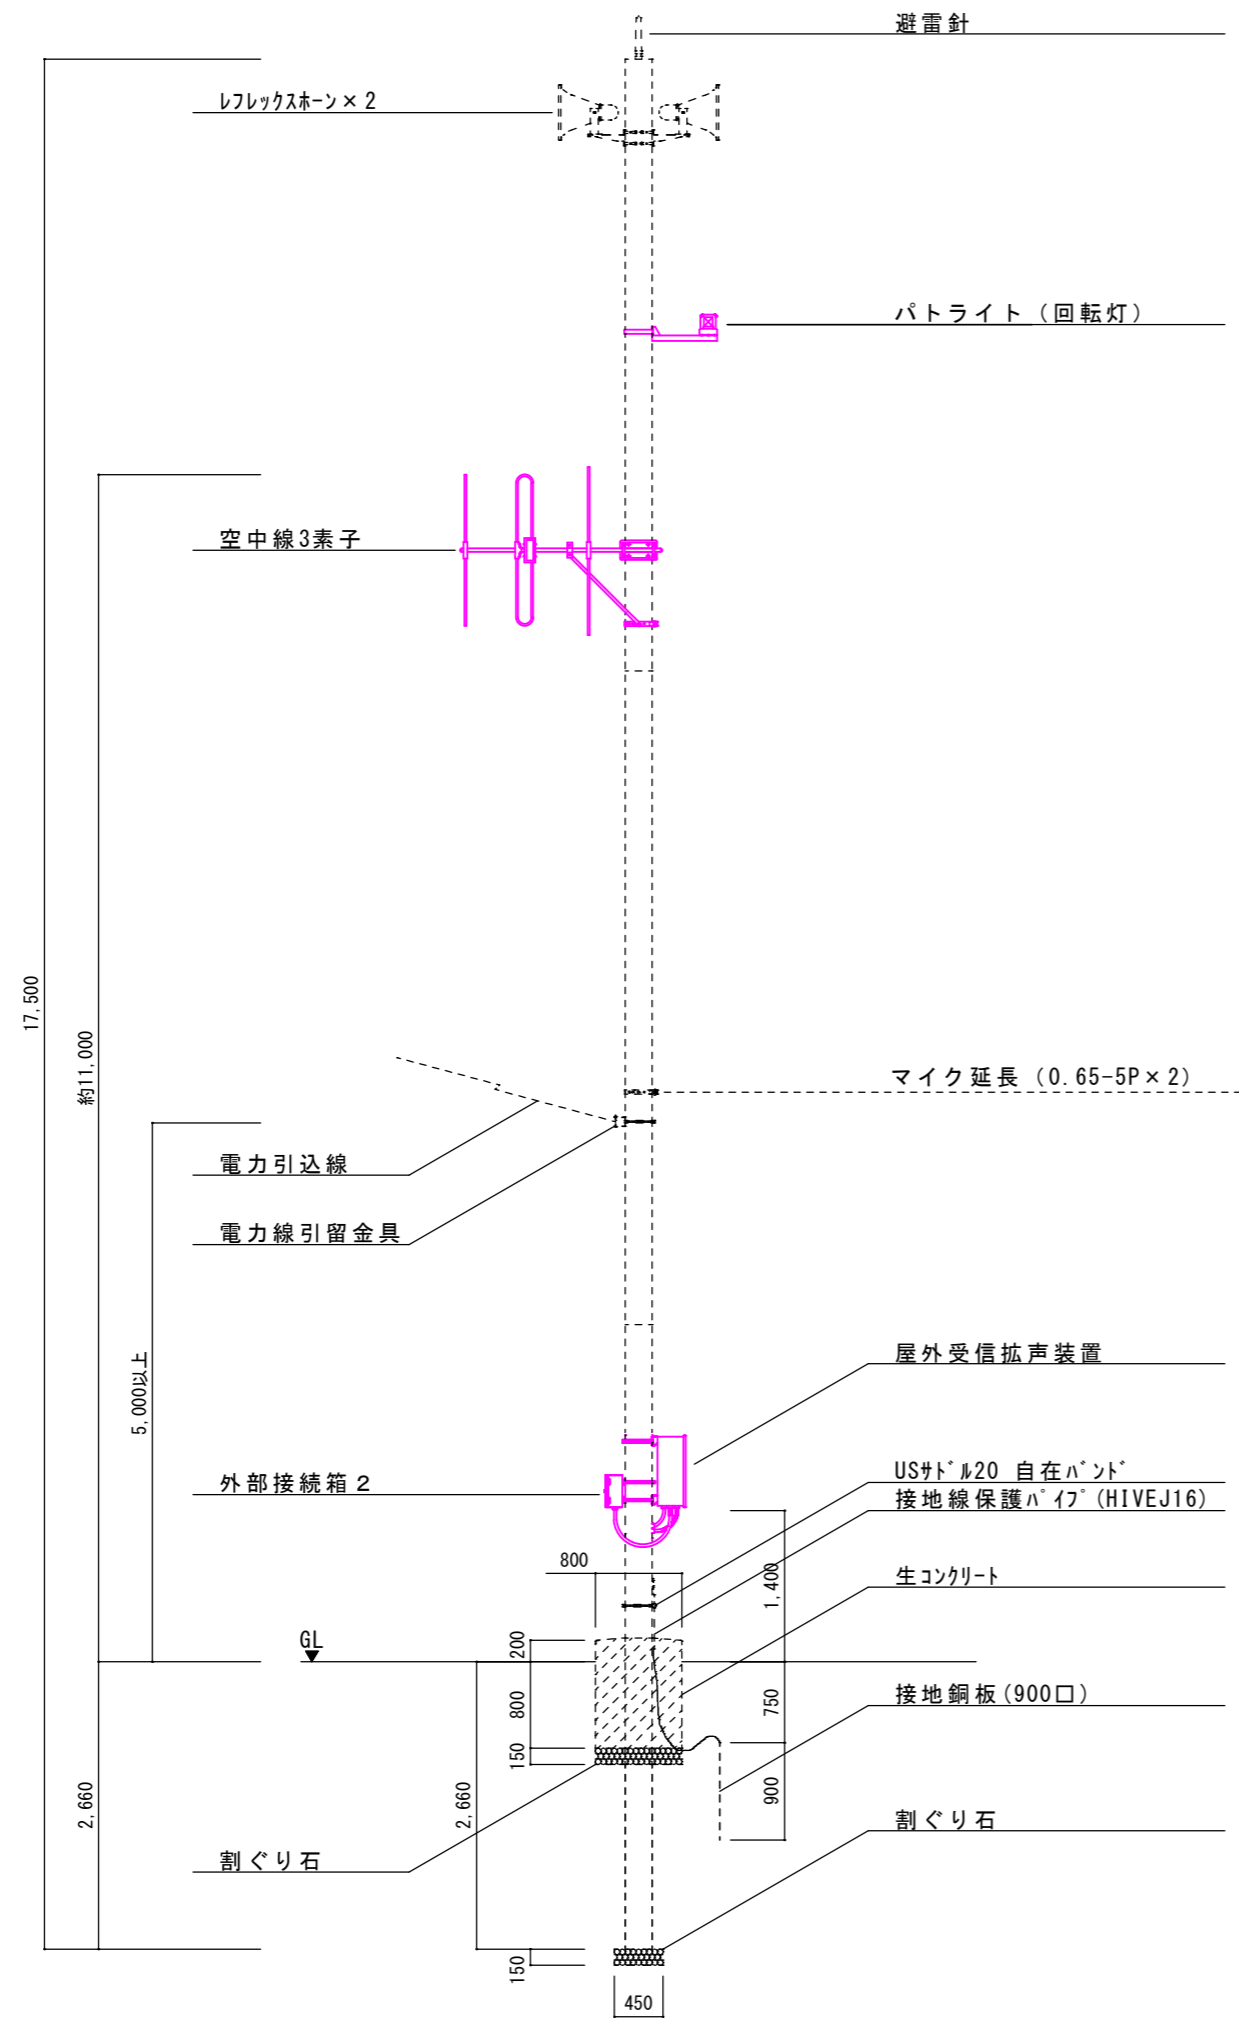 避雷針
ﾚﾌﾚｯｸｽﾎｰﾝ×2
パトライト（回転灯）
空中線3素子
17,500
約11,000
マイク延長（0.65-5P×2）
電力引込線
電力線引留金具
5,000以上
屋外受信拡声装置
外部接続箱２
USｻﾄﾞﾙ20 自在ﾊﾞﾝﾄﾞ
接地線保護ﾊﾟｲﾌﾟ(HIVEJ16)
800
1,400
生ｺﾝｸﾘｰﾄ
GL
200
接地銅板(900□)
800
750
150
900
2,660
2,660
割ぐり石
割ぐり石
150
450